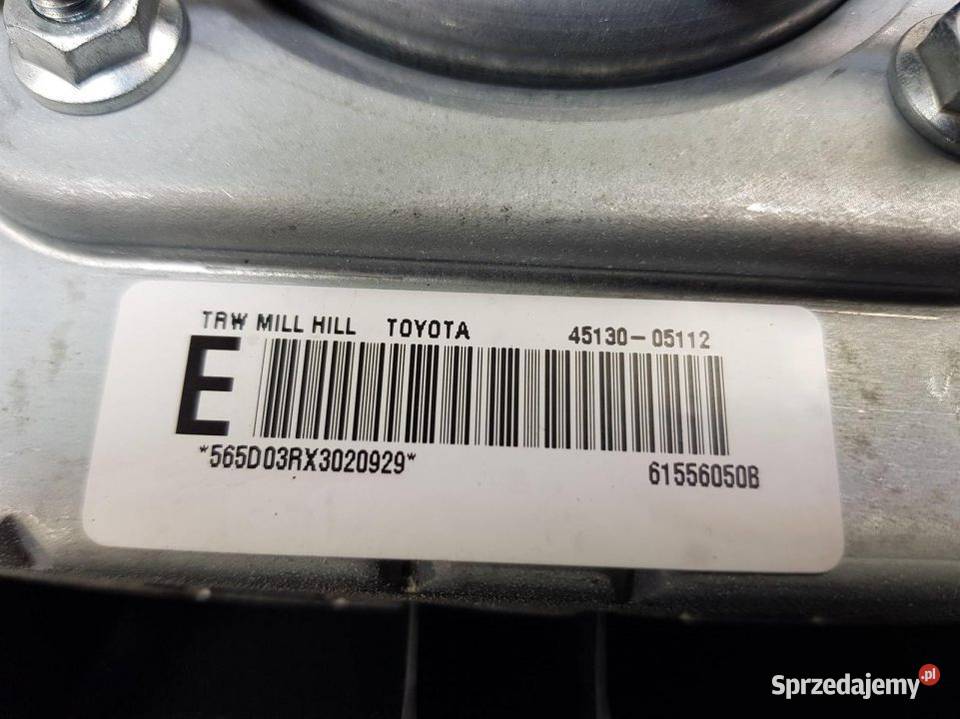 TRW MILL HILL TOYOTA 45130-05112
E
*565D03RX3020929* 61556050B
Sprzedajemy.pl